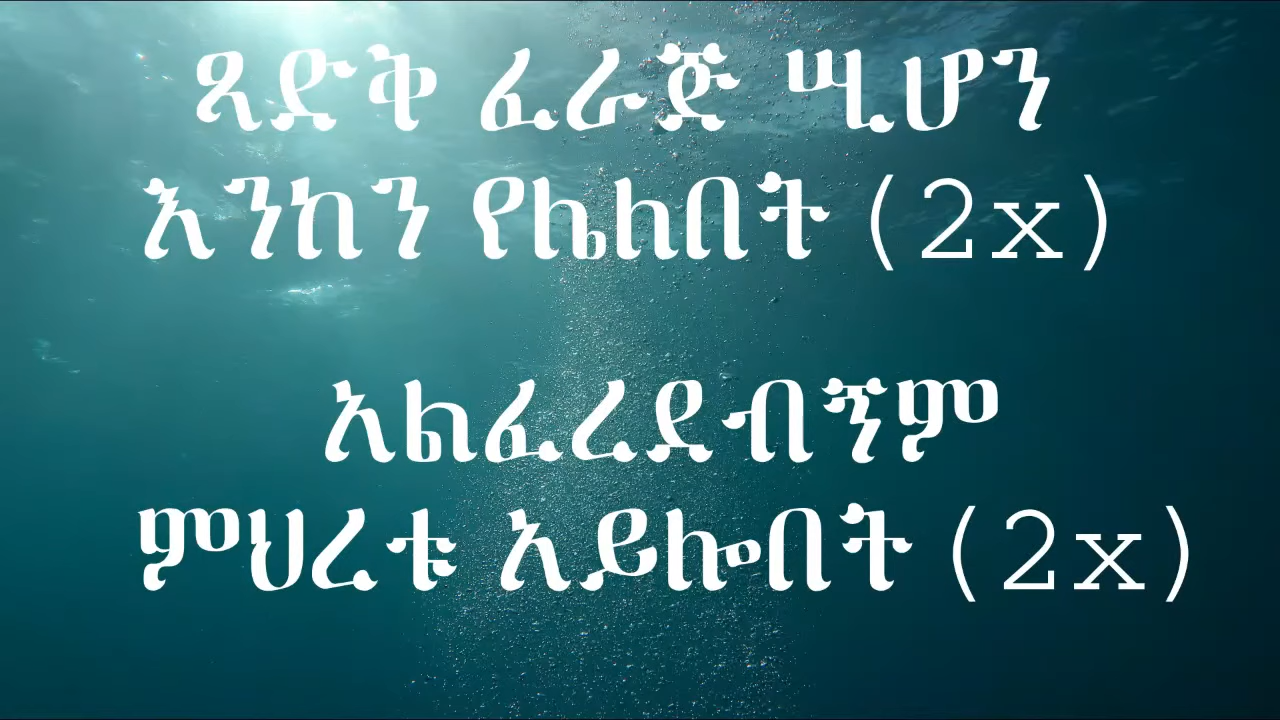 ጻድቅ ፈራጅ ሢሆን
እንከን የሌለበት (2x)
አልፈረደብኝም
ምህረቱ አይሎበት (2x)